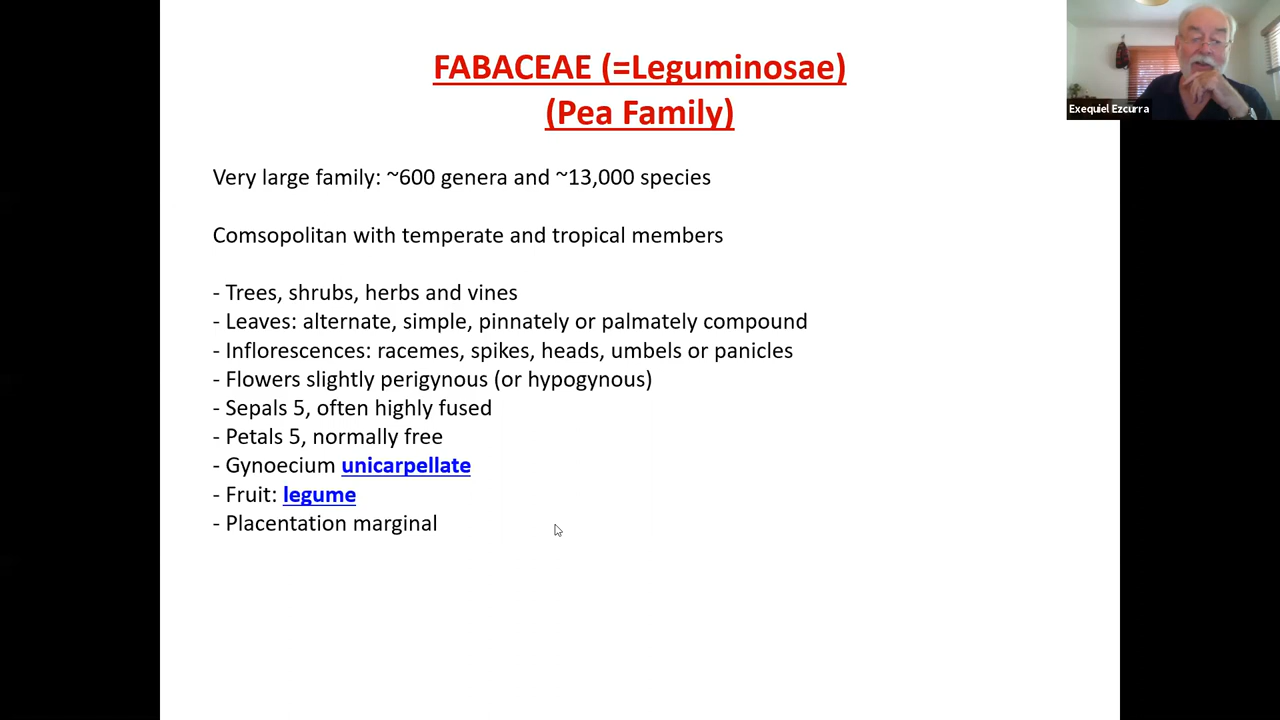 FABACEAE (=Leguminosae)
(Pea Family)
Exequiel Ezcurra
Very large family: ~600 genera and ~13,000 species
Comsopolitan with temperate and tropical members
- Trees, shrubs, herbs and vines
- Leaves: alternate, simple, pinnately or palmately compound
- Inflorescences: racemes, spikes, heads, umbels or panicles
- Flowers slightly perigynous (or hypogynous)
- Sepals 5, often highly fused
- Petals 5, normally free
- Gynoecium unicarpellate
- Fruit: legume
- Placentation marginal